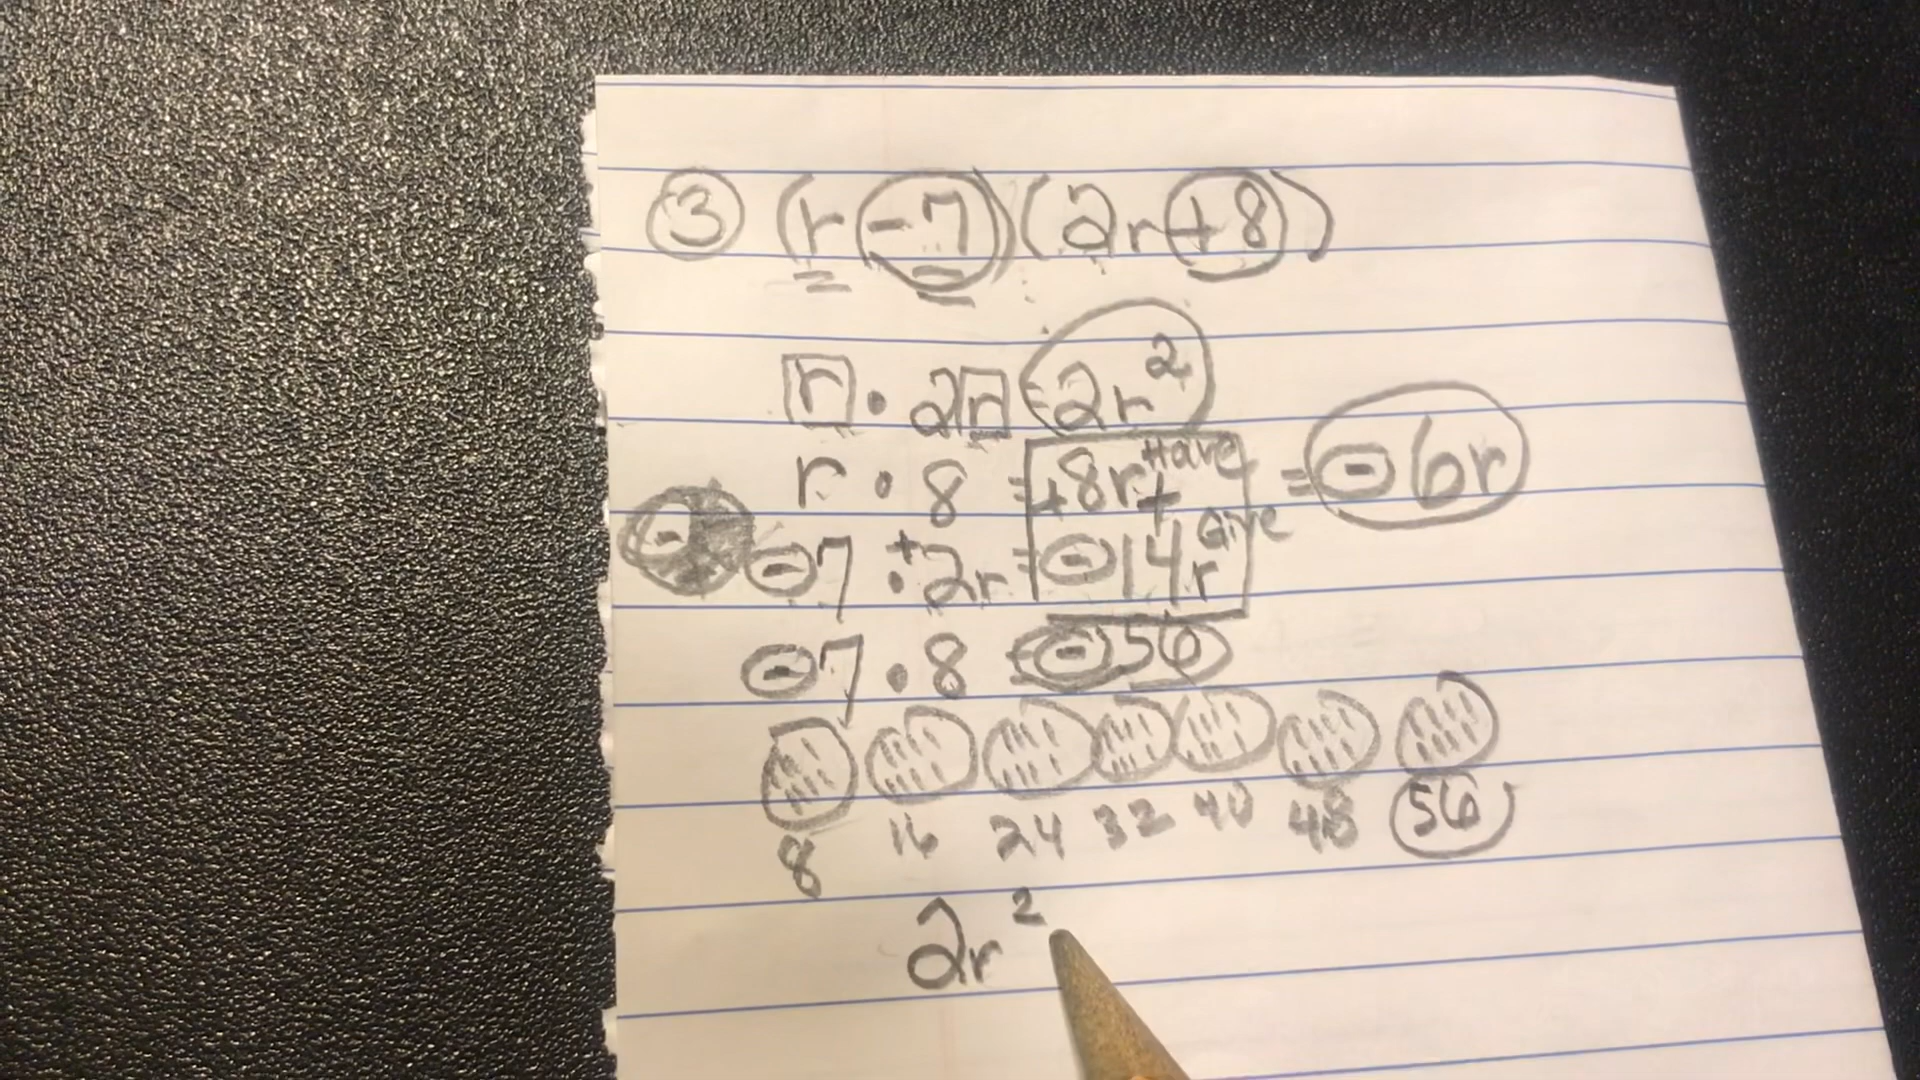 ③ (r-7)(2r+8)
r · 2r = 2r²
r · 8 = +8r Have + = -6r
- -7 · +2r = -14r Give
-7 · 8 = -56
8 16 24 32 40 48 56
2r²